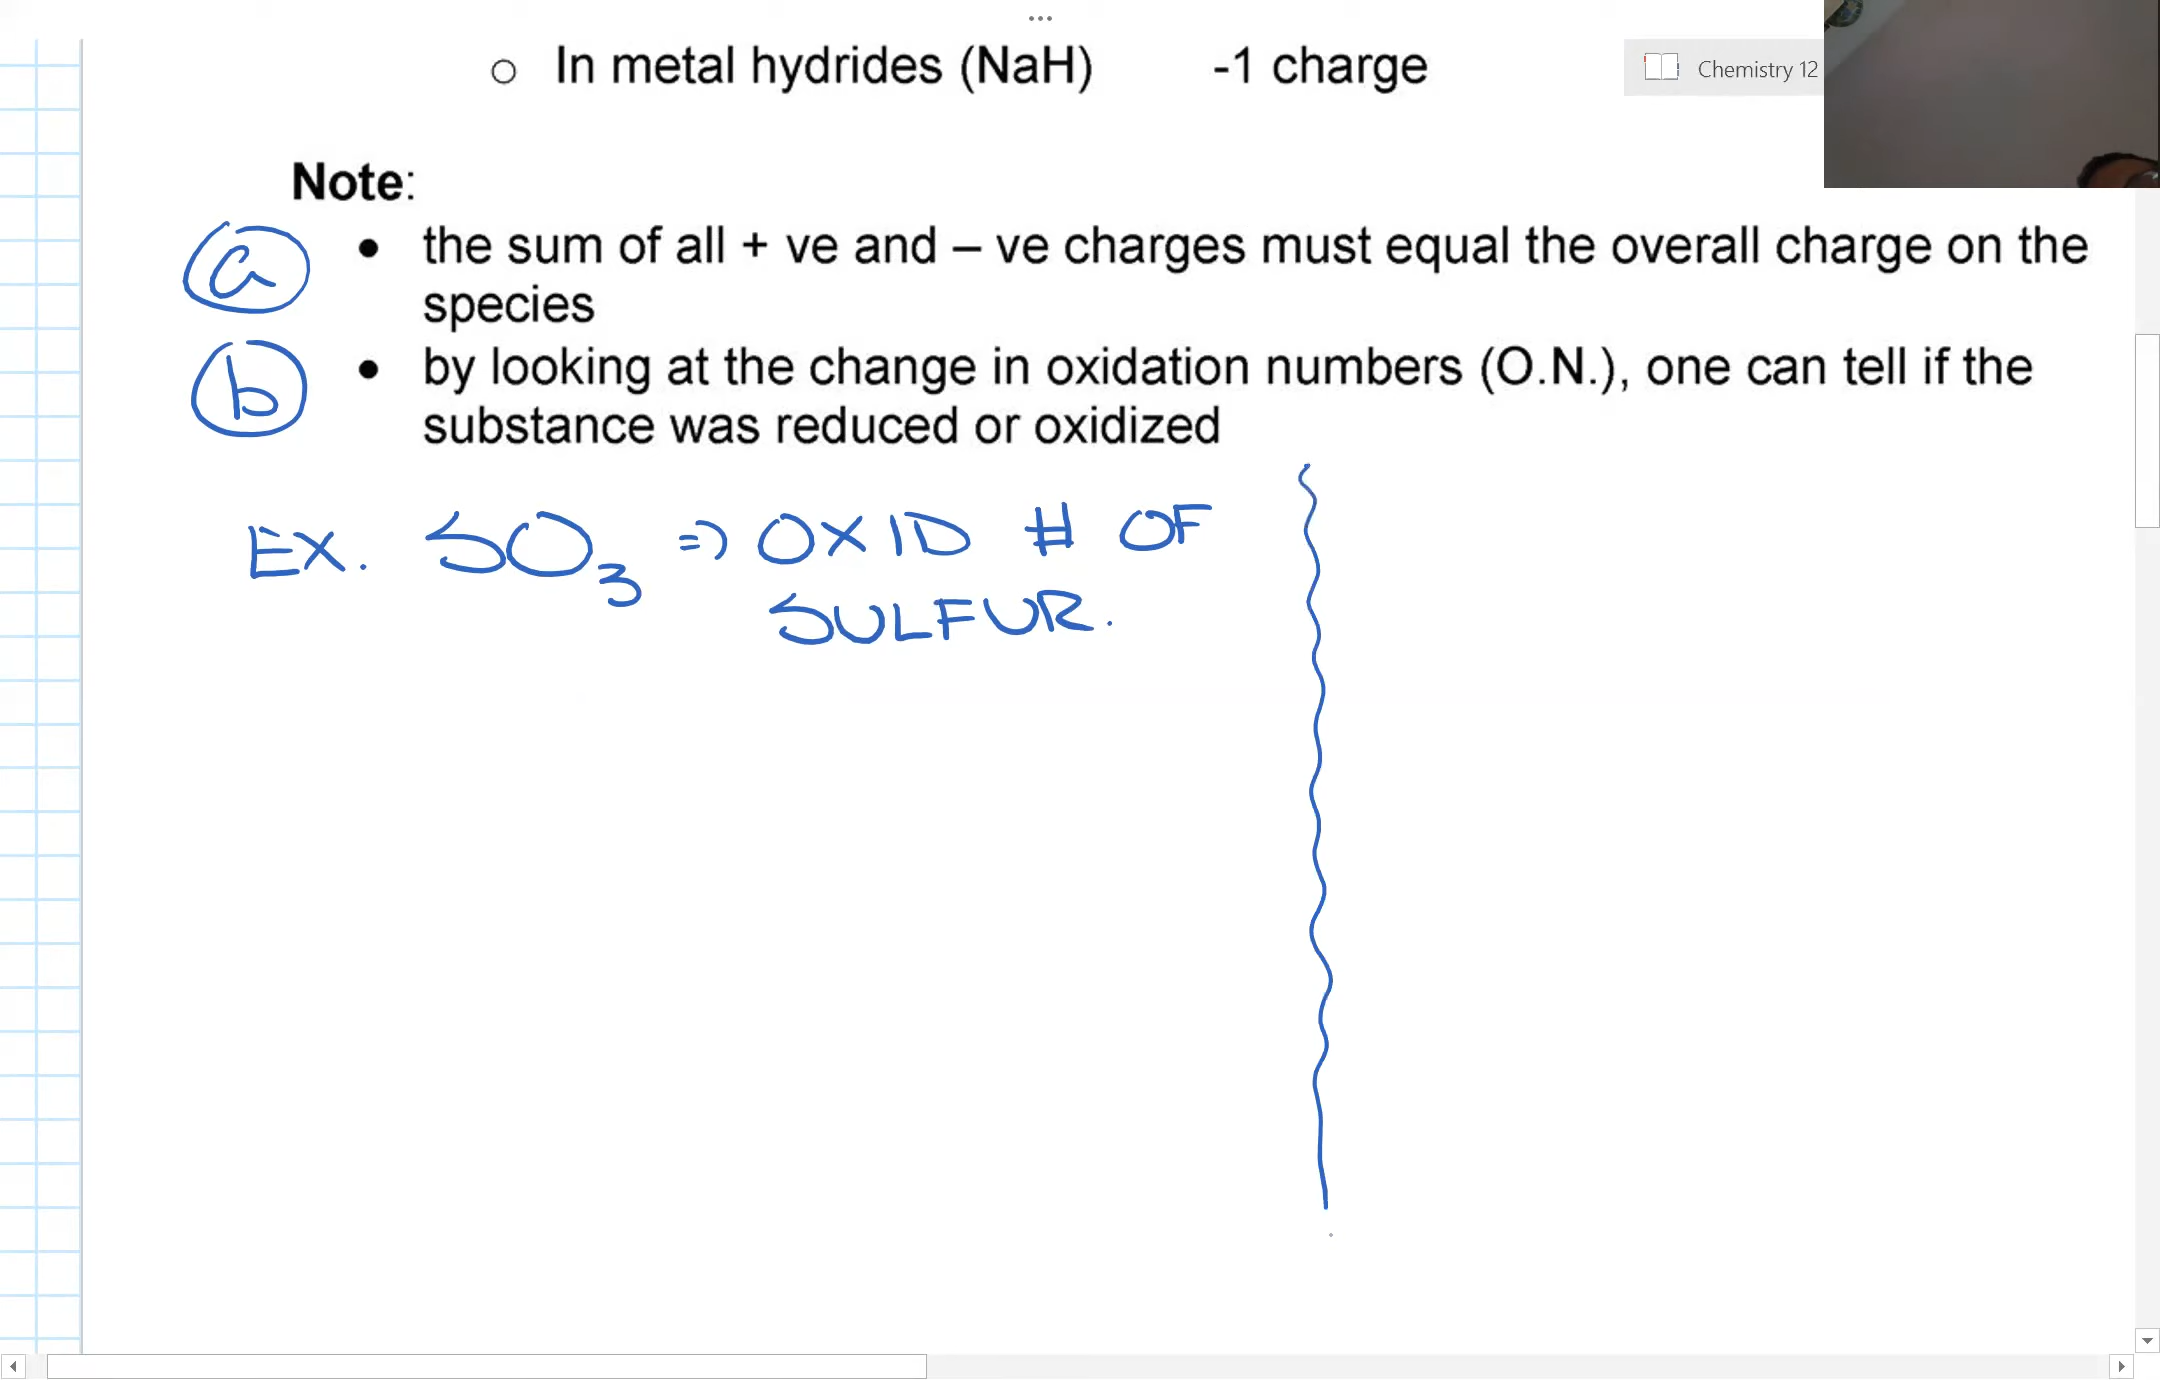 ○ In metal hydrides (NaH) -1 charge
Chemistry 12
Note:
a • the sum of all + ve and – ve charges must equal the overall charge on the
species
b • by looking at the change in oxidation numbers (O.N.), one can tell if the
substance was reduced or oxidized
EX. SO₃ ⇒ OXID # OF
SULFUR.